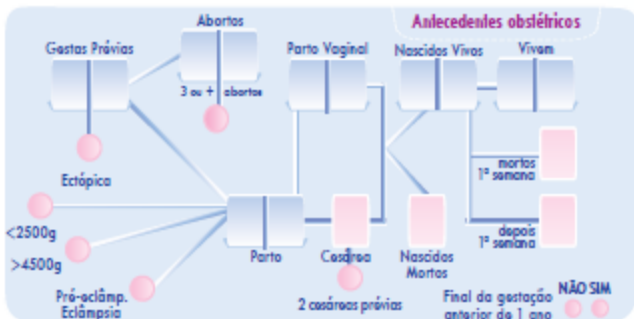 Antecedentes obstétricos
Abortos
Gestas Prévias
Parto Vaginal
Nascidos Vivos
Vivem
3 ou + abortos
Ectópica
mortos
1ª semana
<2500g
>4500g
Pré-eclâmp.
Eclâmpsia
Parto
Cesárea
Nascidos
Mortos
depois
1ª semana
2 cesáreas prévias
NÃO SIM
Final da gestação
anterior de 1 ano